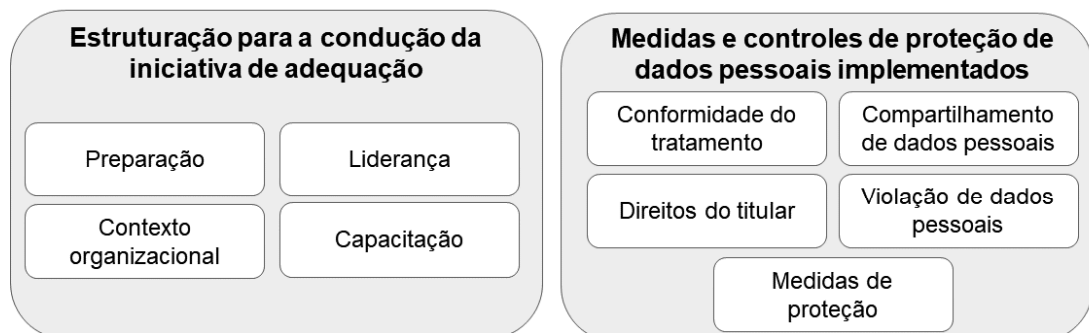 Estruturação para a condução da
iniciativa de adequação
Preparação
Liderança
Contexto
organizacional
Capacitação
Medidas e controles de proteção de
dados pessoais implementados
Conformidade do
tratamento
Compartilhamento
de dados pessoais
Direitos do titular
Violação de dados
pessoais
Medidas de
proteção